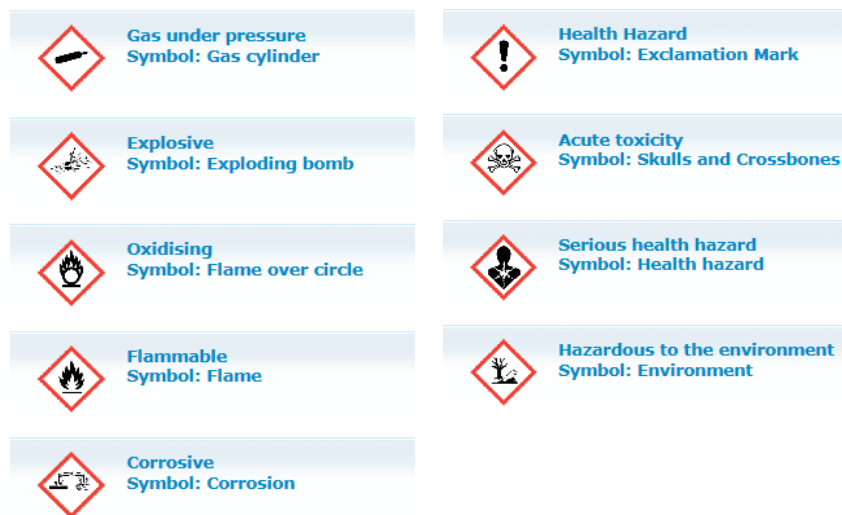 Gas under pressure
Symbol: Gas cylinder
Explosive
Symbol: Exploding bomb
Oxidising
Symbol: Flame over circle
Flammable
Symbol: Flame
Corrosive
Symbol: Corrosion
Health Hazard
Symbol: Exclamation Mark
Acute toxicity
Symbol: Skulls and Crossbones
Serious health hazard
Symbol: Health hazard
Hazardous to the environment
Symbol: Environment